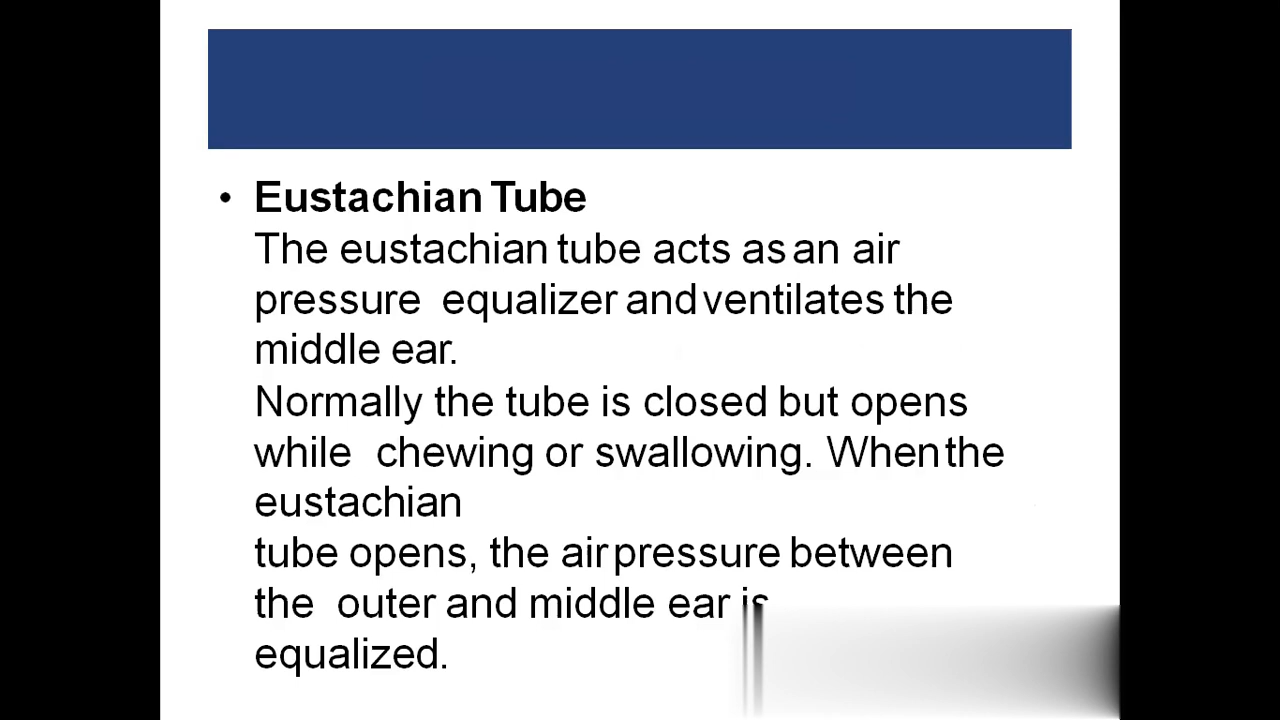 • Eustachian Tube
The eustachian tube acts as an air
pressure equalizer and ventilates the
middle ear.
Normally the tube is closed but opens
while chewing or swallowing. When the
eustachian
tube opens, the air pressure between
the outer and middle ear is
equalized.